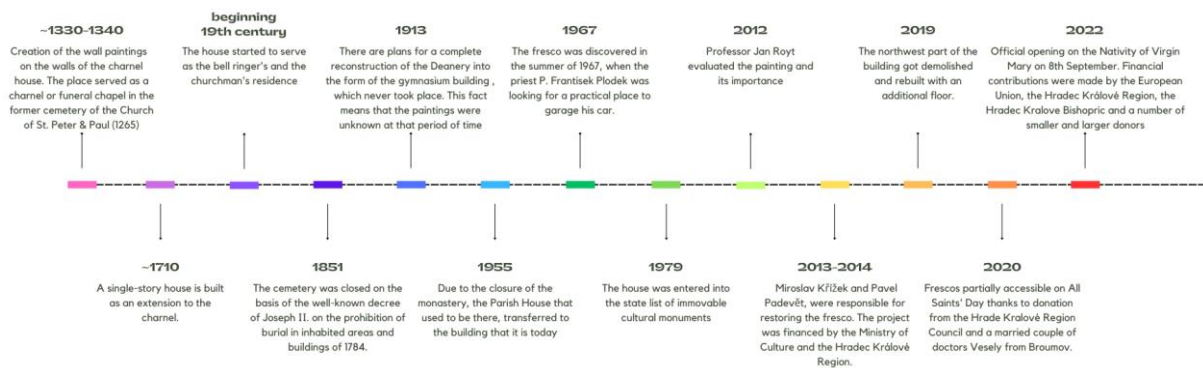 ~1330-1340
Creation of the wall paintings
on the walls of the charnel
house. The place served as a
charnel or funeral chapel in the
former cemetery of the Church
of St. Peter & Paul (1265)
beginning
19th century
The house started to serve
as the bell ringer's and the
churchman's residence
1913
There are plans for a complete
reconstruction of the Deanery into
the form of the gymnasium building ,
which never took place. This fact
means that the paintings were
unknown at that period of time
1967
The fresco was discovered in
the summer of 1967, when the
priest P. Frantisek Plodek was
looking for a practical place to
garage his car.
2012
Professor Jan Royt
evaluated the painting and
its importance
2019
The northwest part of the
building got demolished
and rebuilt with an
additional floor.
2022
Official opening on the Nativity of Virgin
Mary on 8th September. Financial
contributions were made by the European
Union, the Hradec Králové Region, the
Hradec Kralove Bishopric and a number of
smaller and larger donors
~1710
A single-story house is built
as an extension to the
channel.
1851
The cemetery was closed on the
basis of the well-known decree
of Joseph II. on the prohibition of
burial in inhabited areas and
buildings of 1784.
1955
Due to the closure of the
monastery, the Parish House that
used to be there, transferred to
the building that it is today
1979
The house was entered into
the state list of immovable
cultural monuments
2013-2014
Miroslav Křížek and Pavel
Padevět, were responsible for
restoring the fresco. The project
was financed by the Ministry of
Culture and the Hradec Králové
Region.
2020
Frescos partially accessible on All
Saints' Day thanks to donation
from the Hrade Kralové Region
Council and a married couple of
doctors Vesely from Broumov.